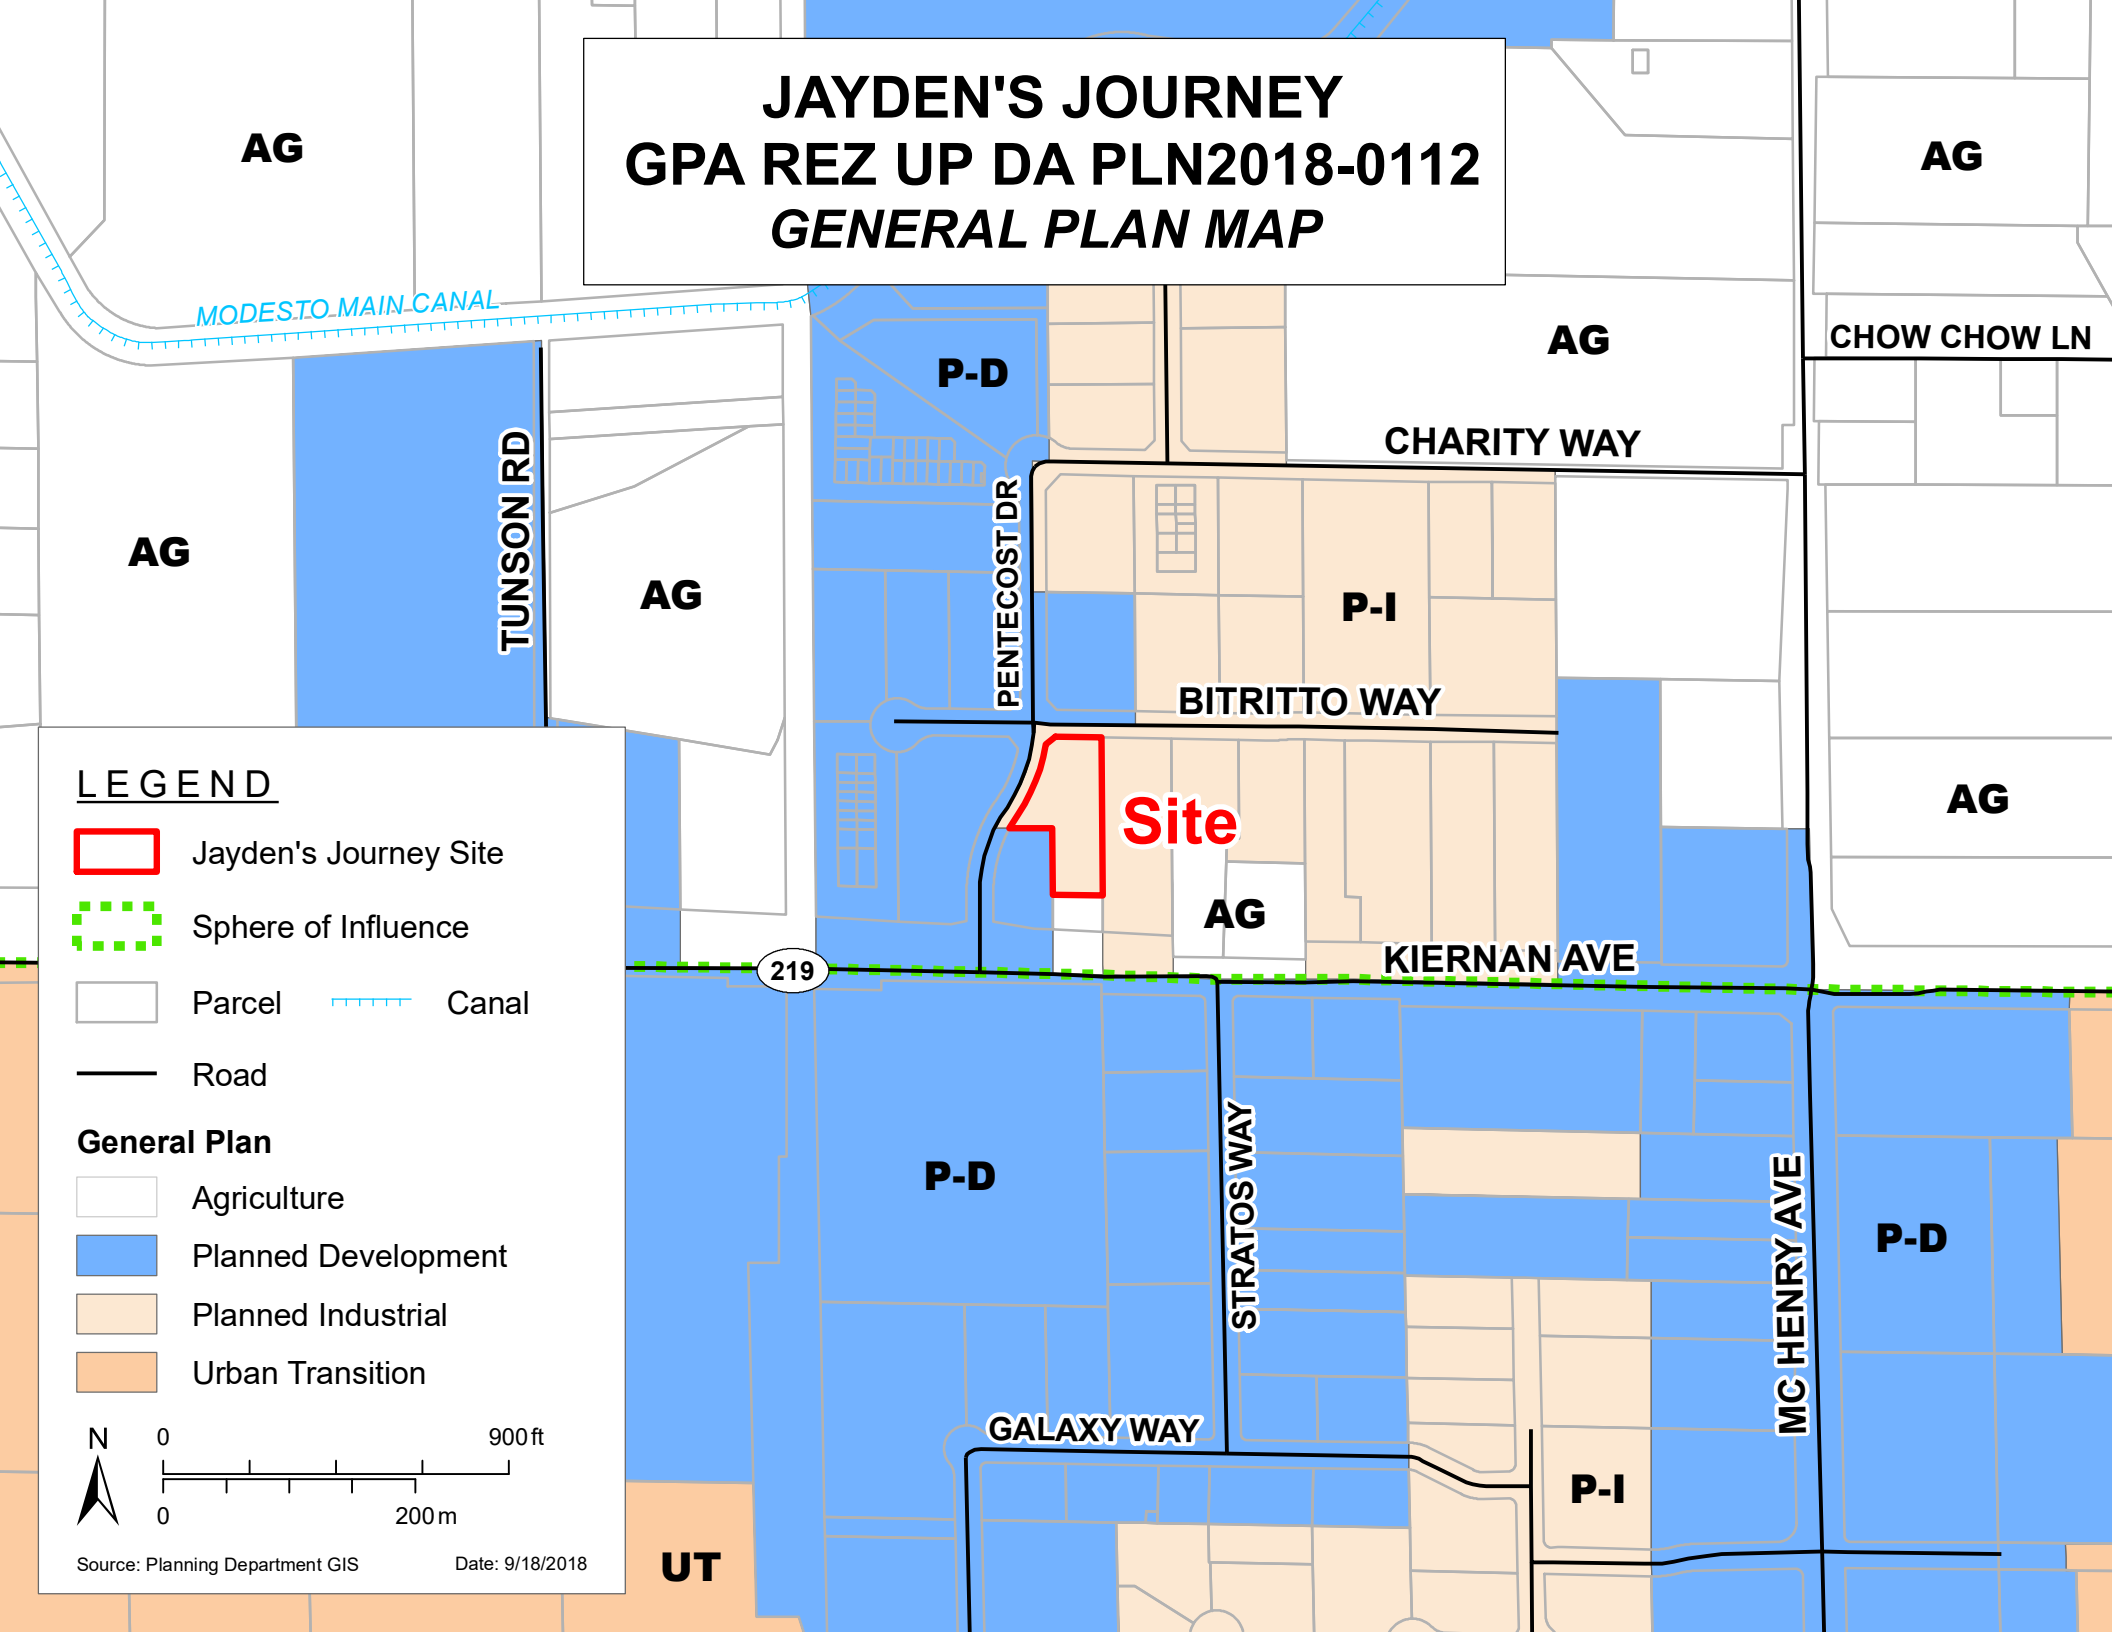 JAYDEN'S JOURNEY
GPA REZ UP DA PLN2018-0112
GENERAL PLAN MAP
AG
AG
MODESTO MAIN CANAL
AG
CHOW CHOW LN
P-D
CHARITY WAY
TUNSON RD
PENTECOST DR
AG
AG
P-I
BITRITTO WAY
Site
AG
AG
KIERNAN AVE
219
P-D
STRATOS WAY
MC HENRY AVE
P-D
GALAXY WAY
P-I
UT
LEGEND
Jayden's Journey Site
Sphere of Influence
Parcel
Canal
Road
General Plan
Agriculture
Planned Development
Planned Industrial
Urban Transition
N
0
900 ft
0
200 m
Source: Planning Department GIS
Date: 9/18/2018